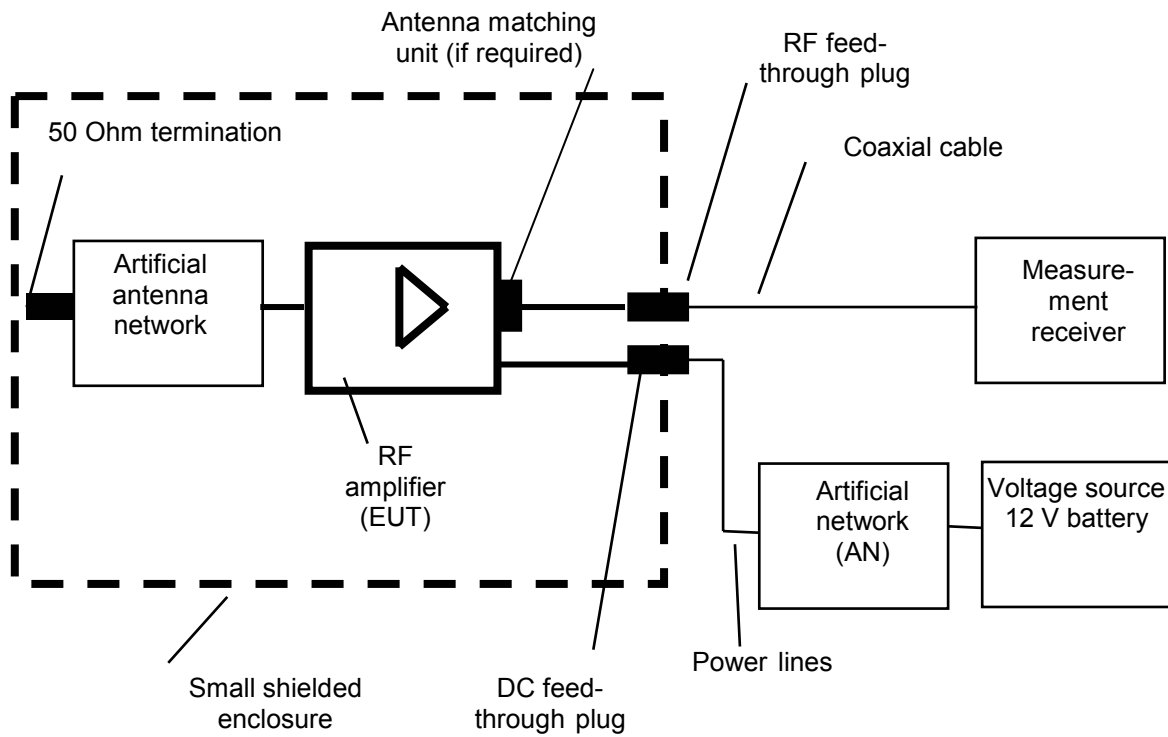 Antenna matching
unit (if required)
RF feed-
through plug
50 Ohm termination
Coaxial cable
Artificial
antenna
network
Measure-
ment
receiver
RF
amplifier
(EUT)
Artificial
network
(AN)
Voltage source
12 V battery
Power lines
Small shielded
enclosure
DC feed-
through plug